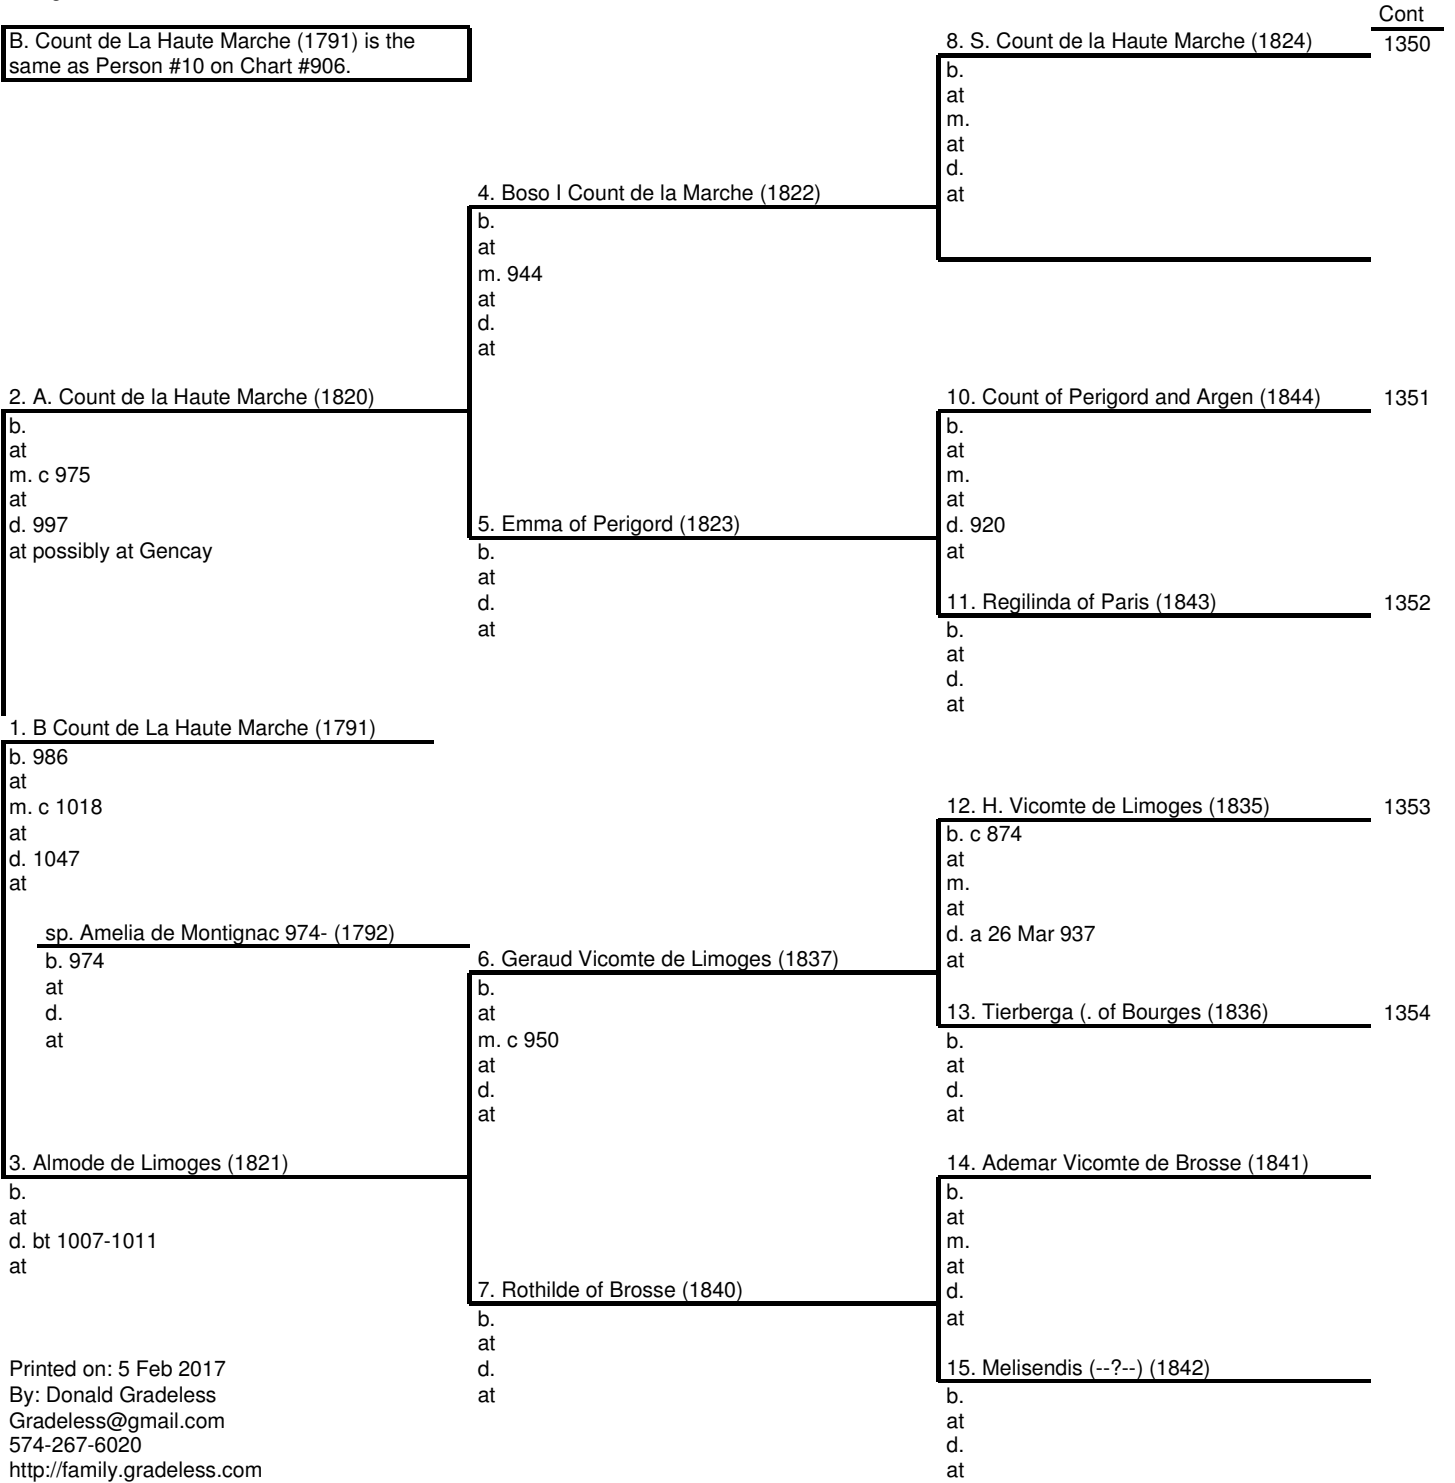 Cont
B. Count de La Haute Marche (1791) is the
same as Person #10 on Chart #906.
8. S. Count de la Haute Marche (1824) 1350
b.
at
m.
at
d.
at
4. Boso I Count de la Marche (1822)
b.
at
m. 944
at
d.
at
2. A. Count de la Haute Marche (1820)
b.
at
m. c 975
at
d. 997
at possibly at Gencay
10. Count of Perigord and Argen (1844) 1351
b.
at
m.
at
d. 920
at
5. Emma of Perigord (1823)
b.
at
d.
at
11. Regilinda of Paris (1843) 1352
b.
at
d.
at
1. B Count de La Haute Marche (1791)
b. 986
at
m. c 1018
at
d. 1047
at
12. H. Vicomte de Limoges (1835) 1353
b. c 874
at
m.
at
d. a 26 Mar 937
at
sp. Amelia de Montignac 974- (1792)
b. 974
at
d.
at
6. Geraud Vicomte de Limoges (1837)
b.
at
m. c 950
at
d.
at
13. Tierberga (. of Bourges (1836) 1354
b.
at
d.
at
3. Almode de Limoges (1821)
b.
at
d. bt 1007-1011
at
14. Ademar Vicomte de Brosse (1841)
b.
at
m.
at
d.
at
7. Rothilde of Brosse (1840)
b.
at
d.
at
15. Melisendis (--?--) (1842)
b.
at
d.
at
Printed on: 5 Feb 2017
By: Donald Gradeless
Gradeless@gmail.com
574-267-6020
http://family.gradeless.com